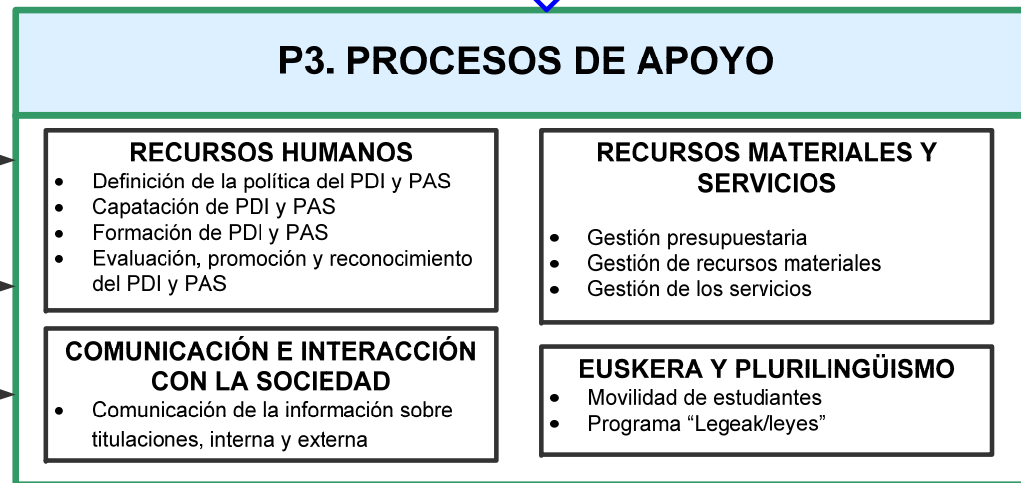 P3. PROCESOS DE APOYO
RECURSOS HUMANOS
• Definición de la política del PDI y PAS
• Capatación de PDI y PAS
• Formación de PDI y PAS
• Evaluación, promoción y reconocimiento
del PDI y PAS
RECURSOS MATERIALES Y
SERVICIOS
• Gestión presupuestaria
• Gestión de recursos materiales
• Gestión de los servicios
COMUNICACIÓN E INTERACCIÓN
CON LA SOCIEDAD
• Comunicación de la información sobre
titulaciones, interna y externa
EUSKERA Y PLURILINGÜISMO
• Movilidad de estudiantes
• Programa “Legeak/leyes”